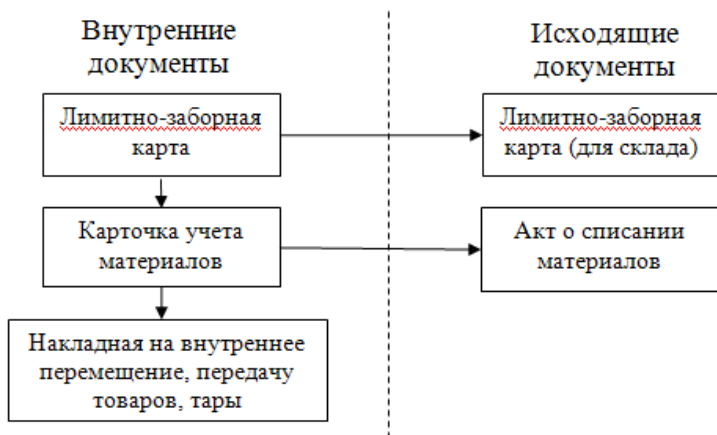 Внутренние
документы
Исходящие
документы
Лимитно-заборная
карта
Лимитно-заборная
карта (для склада)
Карточка учета
материалов
Акт о списании
материалов
Накладная на внутреннее
перемещение, передачу
товаров, тары